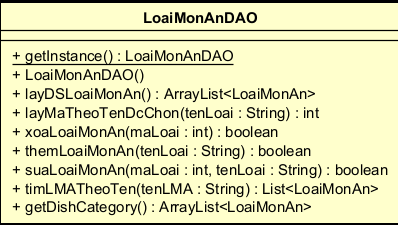 LoaiMonAnDAO
+ getInstance() : LoaiMonAnDAO
+ LoaiMonAnDAO()
+ layDSLoaiMonAn() : ArrayList<LoaiMonAn>
+ layMaTheoTenDcChon(tenLoai : String) : int
+ xoaLoaiMonAn(maLoai : int) : boolean
+ themLoaiMonAn(tenLoai : String) : boolean
+ suaLoaiMonAn(maLoai : int, tenLoai : String) : boolean
+ timLMATheoTen(tenLMA : String) : List<LoaiMonAn>
+ getDishCategory() : ArrayList<LoaiMonAn>